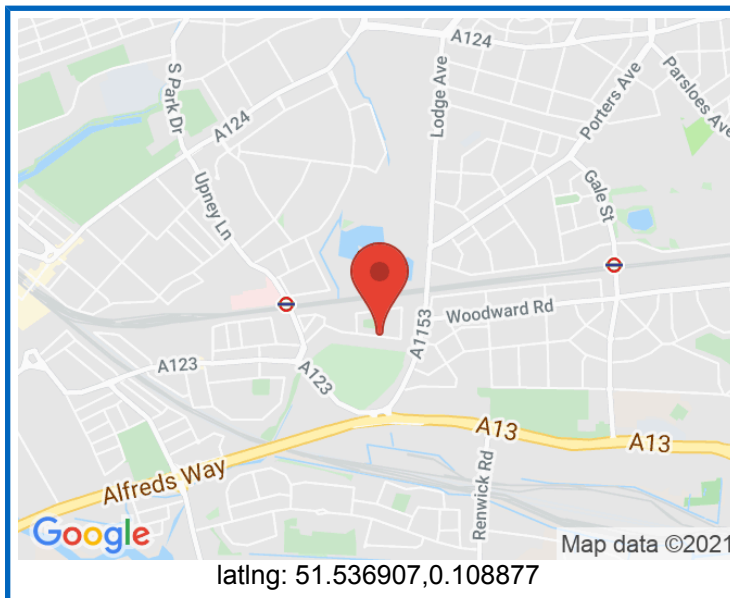 A124
Lodge Ave
Porters Ave
Parsloes Ave
S Park Dr
A124
Upney Ln
Gale St
Woodward Rd
A1153
A123
A123
A13
A13
Alfreds Way
Renwick Rd
Google
Map data ©2021
latlng: 51.536907,0.108877